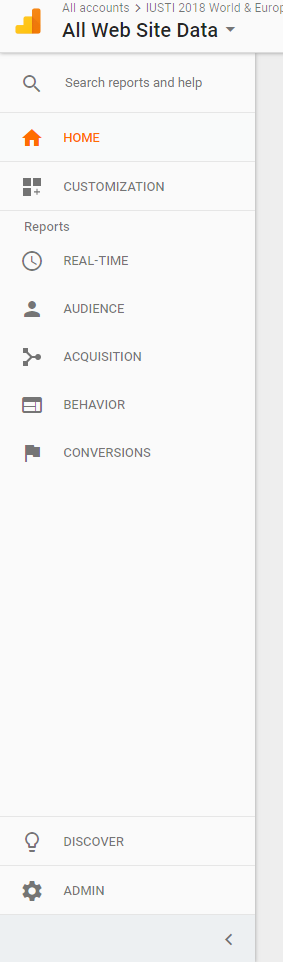 All accounts > IUSTI 2018 World & Europ
All Web Site Data
Search reports and help
HOME
CUSTOMIZATION
Reports
REAL-TIME
AUDIENCE
ACQUISITION
BEHAVIOR
CONVERSIONS
DISCOVER
ADMIN